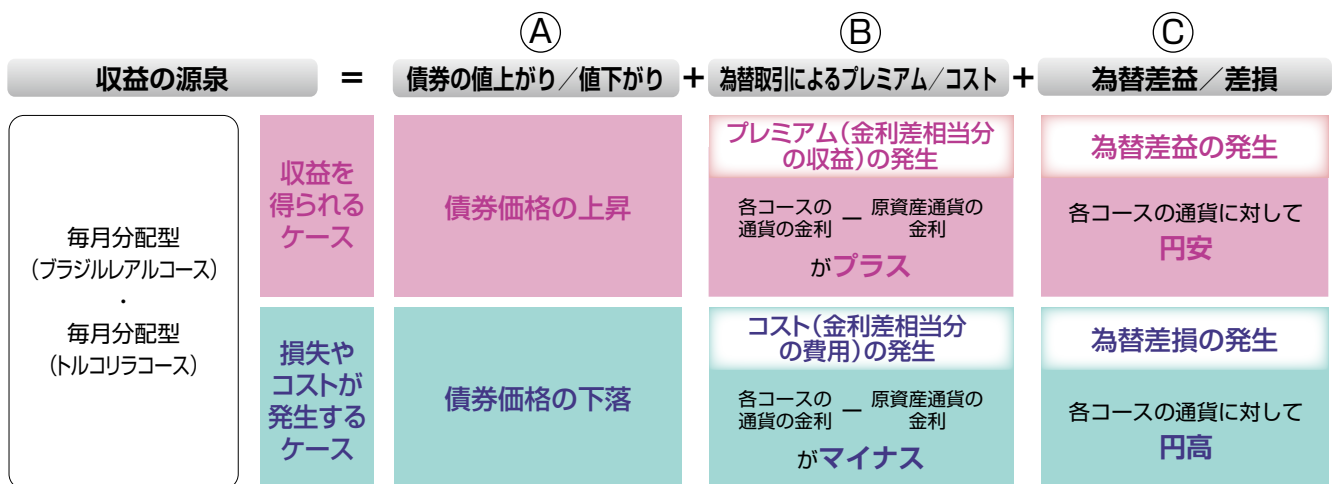 Ⓐ Ⓑ Ⓒ
収益の源泉 = 債券の値上がり/値下がり + 為替取引によるプレミアム/コスト + 為替差益/差損
毎月分配型
(ブラジルレアルコース)
・
毎月分配型
(トルコリラコース)
収益を
得られる
ケース
債券価格の上昇
プレミアム(金利差相当分
の収益)の発生
各コースの
通貨の金利
ー
原資産通貨の
金利
がプラス
為替差益の発生
各コースの通貨に対して
円安
損失や
コストが
発生する
ケース
債券価格の下落
コスト(金利差相当分
の費用)の発生
各コースの
通貨の金利
ー
原資産通貨の
金利
がマイナス
為替差損の発生
各コースの通貨に対して
円高